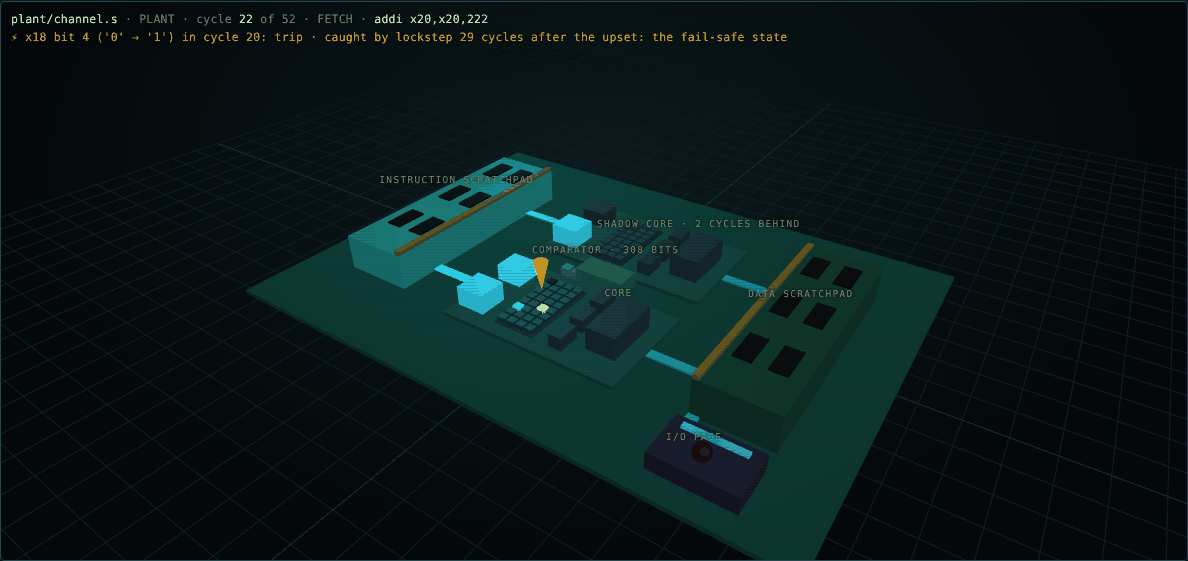 plant/channel.s · PLANT · cycle 22 of 52 · FETCH · addi x20,x20,222
⚡ x18 bit 4 ('0' → '1') in cycle 20: trip · caught by lockstep 29 cycles after the upset: the fail-safe state
INSTRUCTION SCRATCHPAD
SHADOW CORE · 2 CYCLES BEHIND
COMPARATOR · 308 BITS
CORE
DATA SCRATCHPAD
I/O PAGE